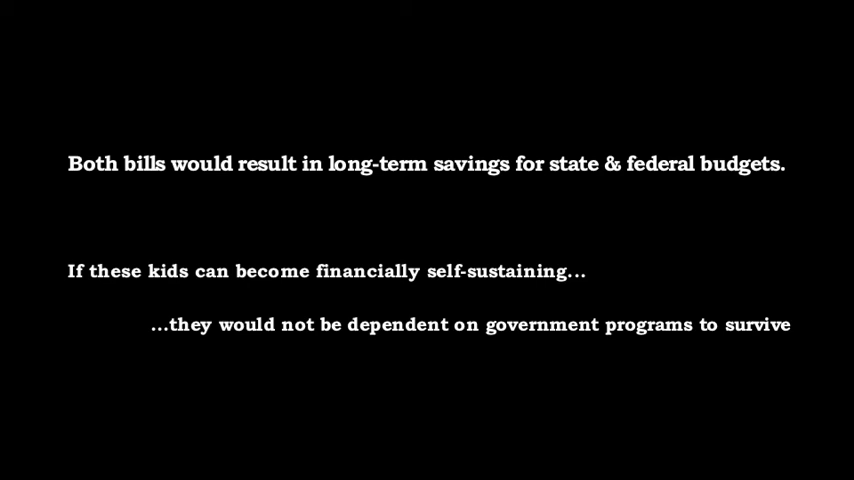 Both bills would result in long-term savings for state & federal budgets.
If these kids can become financially self-sustaining...
...they would not be dependent on government programs to survive